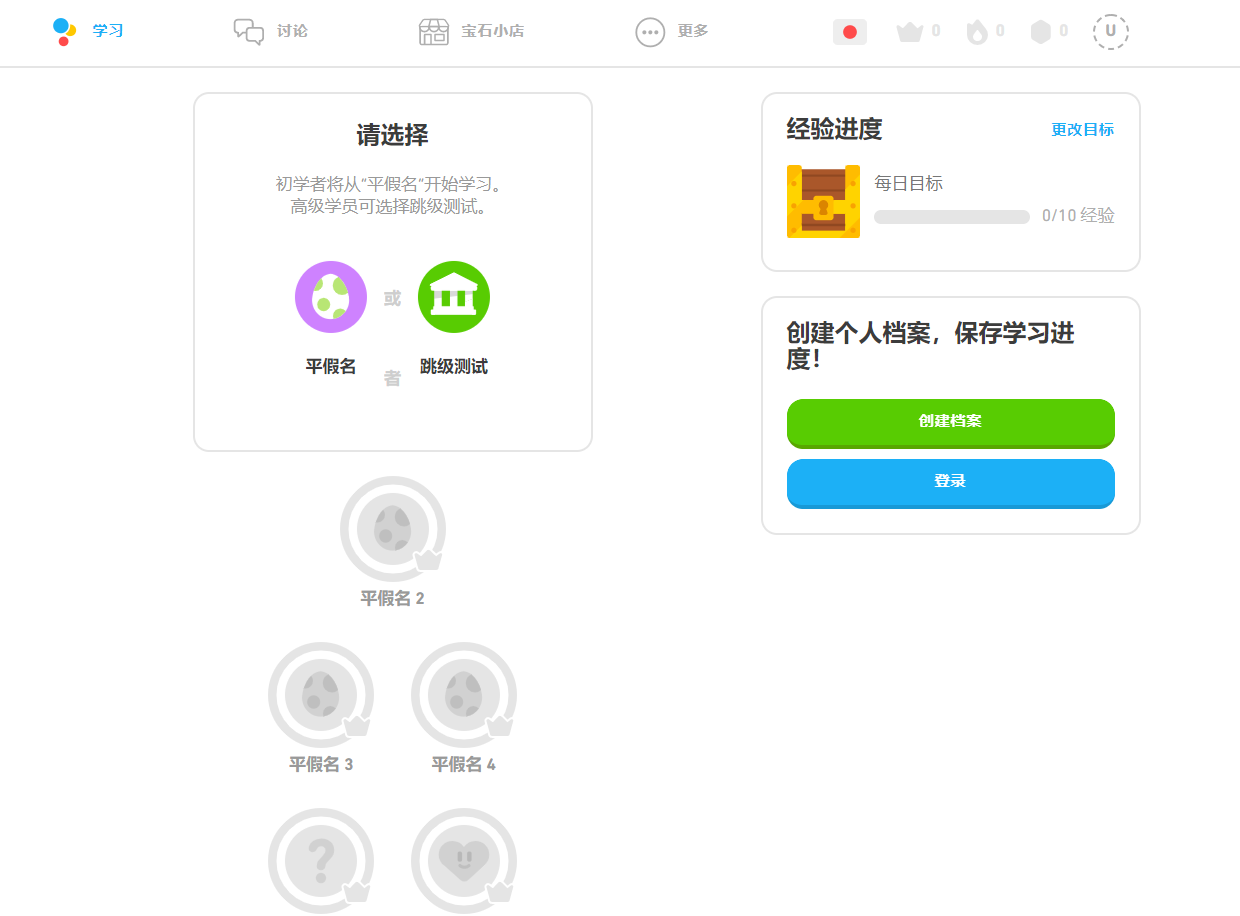 学习
讨论
宝石小店
更多
0
0
0
U
请选择
初学者将从“平假名”开始学习。
高级学员可选择跳级测试。
或
者
平假名
跳级测试
平假名 2
平假名 3
平假名 4
经验进度
更改目标
每日目标
0/10 经验
创建个人档案，保存学习进
度！
创建档案
登录